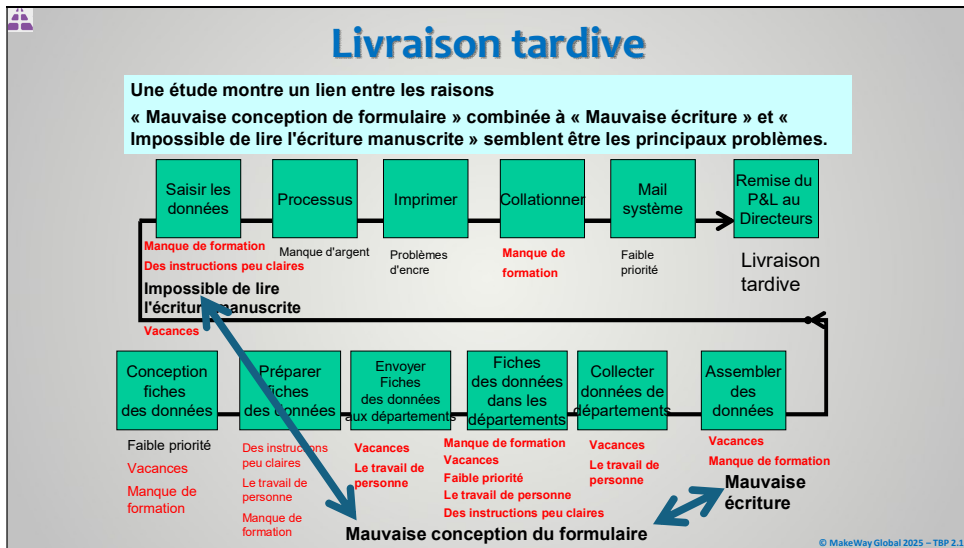 Livraison tardive
Une étude montre un lien entre les raisons
« Mauvaise conception de formulaire » combinée à « Mauvaise écriture » et «
Impossible de lire l'écriture manuscrite » semblent être les principaux problèmes.
Saisir les
données
Manque de formation
Des instructions peu claires
Impossible de lire
l'écriture manuscrite
Vacances
Processus
Manque d'argent
Imprimer
Problèmes
d'encre
Collationner
Manque de
formation
Mail
système
Faible
priorité
Remise du
P&L au
Directeurs
Livraison
tardive
Conception
fiches
des données
Faible priorité
Vacances
Manque de
formation
Préparer
fiches
des données
Des instructions
peu claires
Le travail de
personne
Manque de
formation
Envoyer
Fiches
des données
aux départements
Vacances
Le travail de
personne
Fiches
des données
dans les
départements
Manque de formation
Vacances
Faible priorité
Le travail de personne
Des instructions peu claires
Collecter
données de
départements
Vacances
Le travail de
personne
Assembler
des
données
Vacances
Manque de formation
Mauvaise
écriture
Mauvaise conception du formulaire
© MakeWay Global 2025 – TBP 2.1